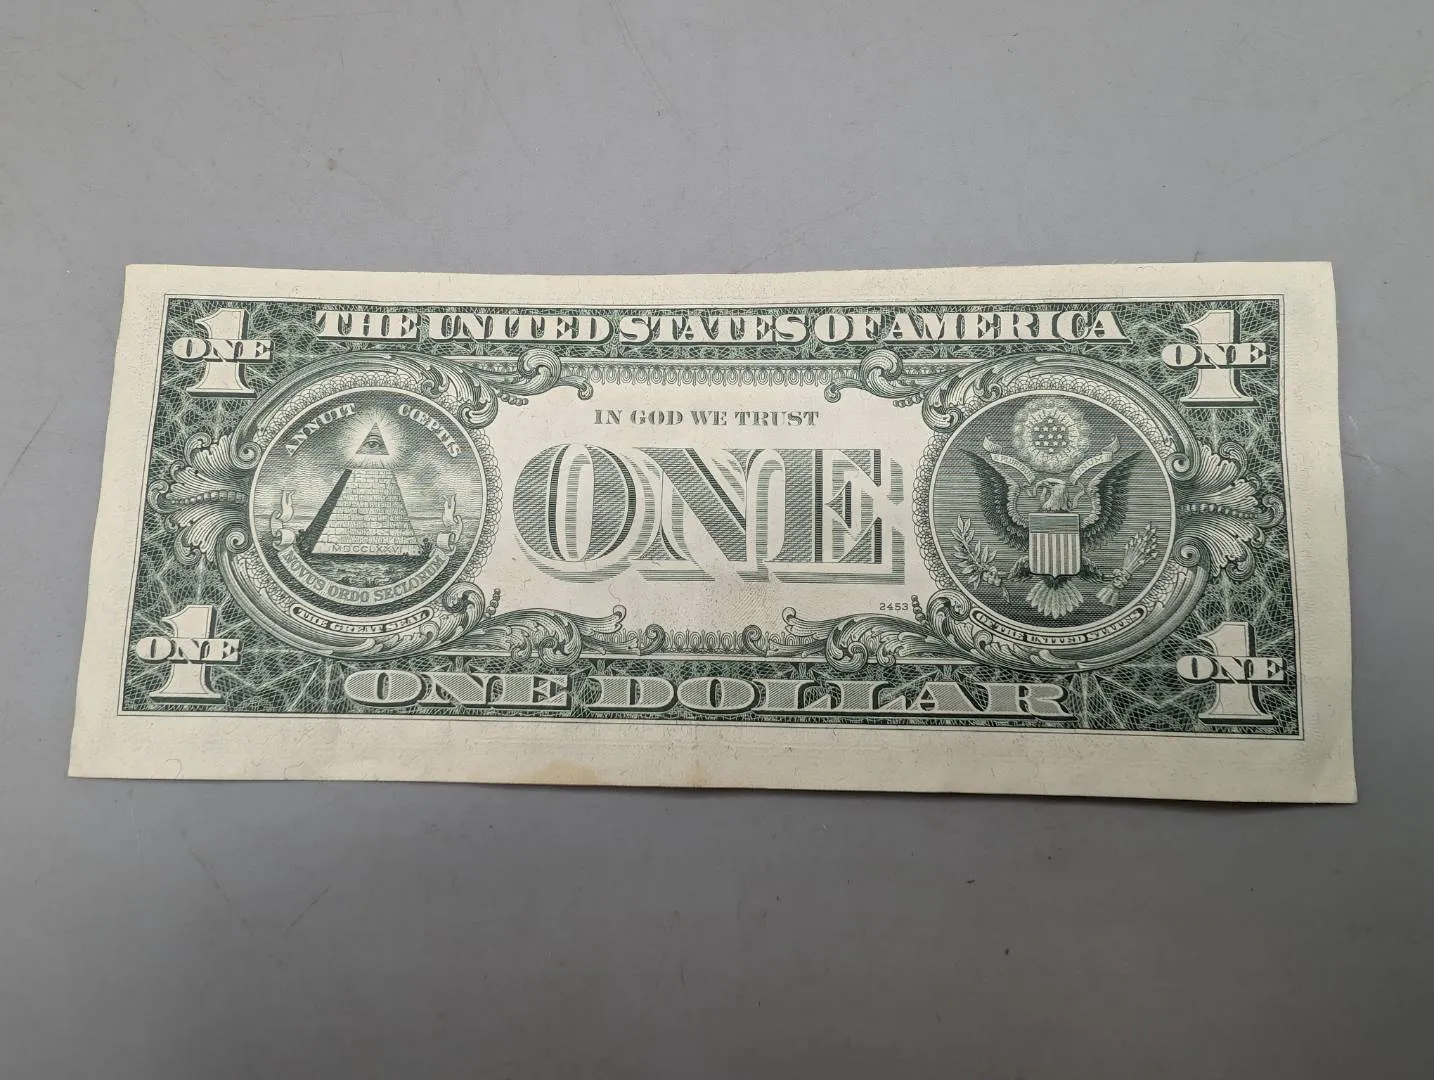 THE UNITED STATES OF AMERICA
1 ONE
1 ONE
ANNUIT CŒPTIS
MDCCLXXVI
NOVUS ORDO SECLORUM
THE GREAT SEAL
IN GOD WE TRUST
ONE
2453
OF THE UNITED STATES
1 ONE
1 ONE
ONE DOLLAR